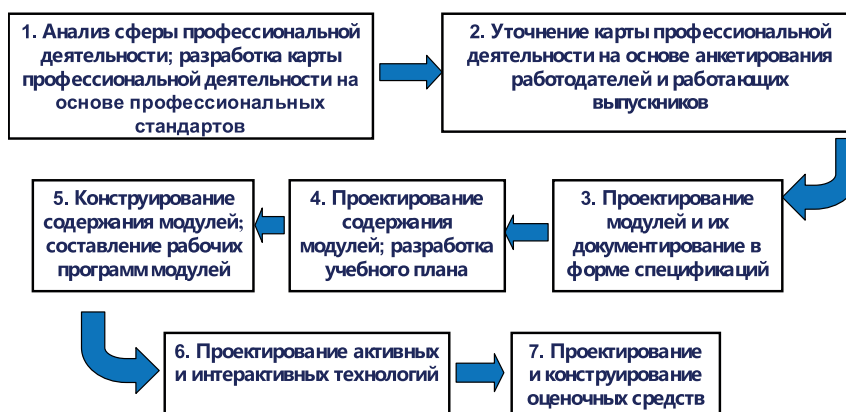 1. Анализ сферы профессиональной
деятельности; разработка карты
профессиональной деятельности на
основе профессиональных
стандартов
2. Уточнение карты профессиональной
деятельности на основе анкетирования
работодателей и работающих
выпускников
3. Проектирование
модулей и их
документирование в
форме спецификаций
4. Проектирование
содержания
модулей; разработка
учебного плана
5. Конструирование
содержания модулей;
составление рабочих
программ модулей
6. Проектирование активных
и интерактивных технологий
7. Проектирование
и конструирование
оценочных средств